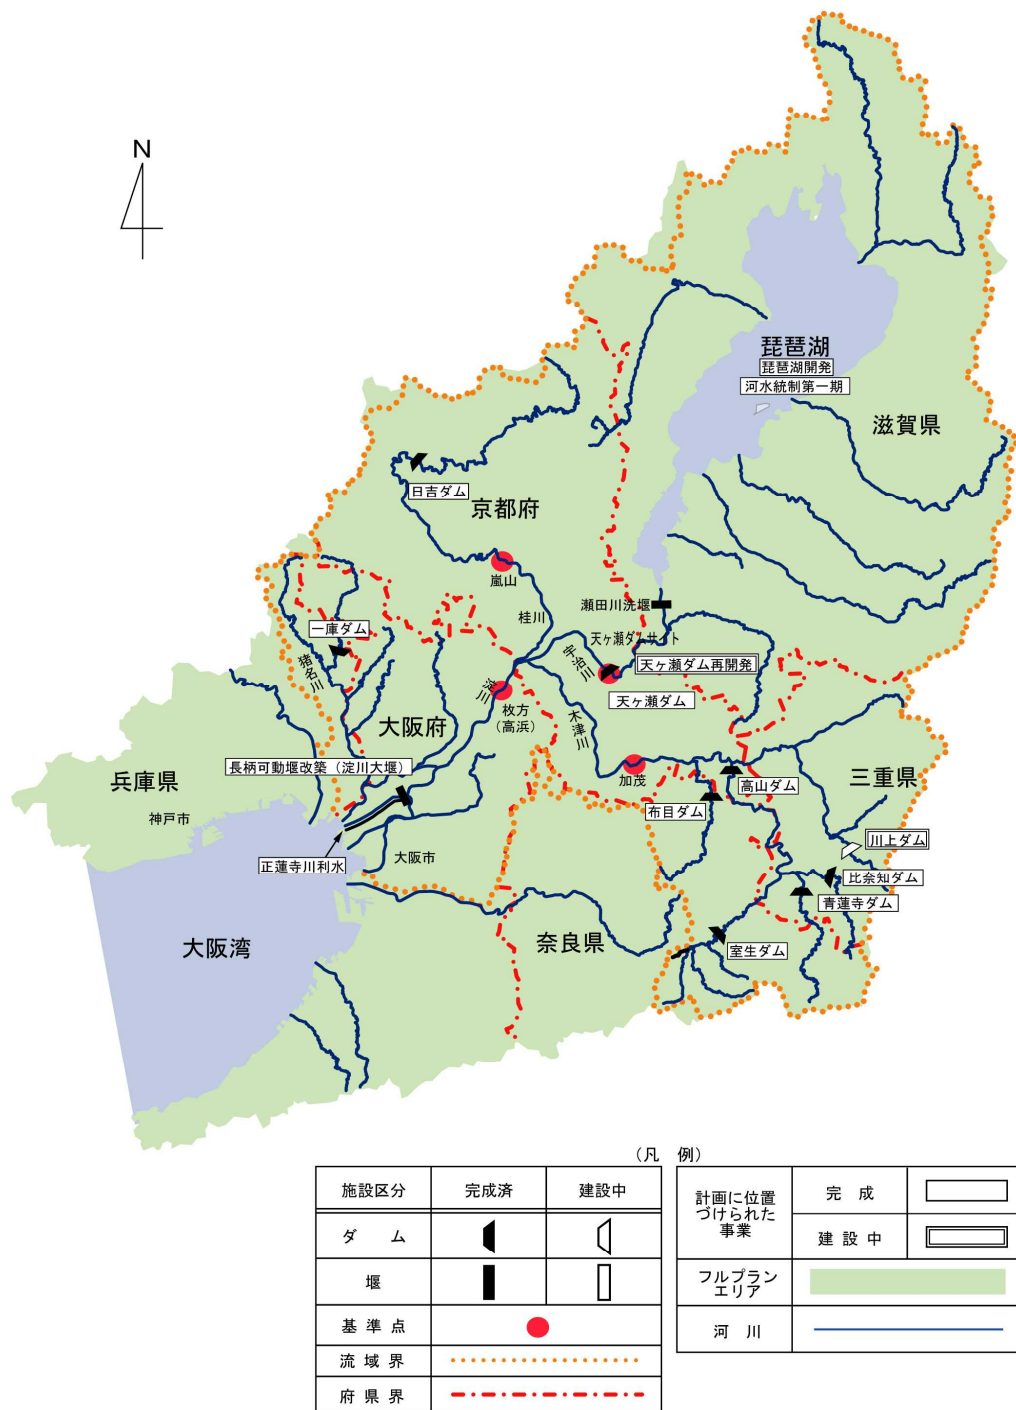 N
琵琶湖
琵琶湖開発
河水統制第一期
滋賀県
日吉ダム
京都府
嵐山
桂川
瀬田川洗堰
天ヶ瀬ダムサイト
宇治川
天ヶ瀬ダム再開発
天ヶ瀬ダム
一庫ダム
猪名川
淀川
枚方
(高浜)
木津川
大阪府
長柄可動堰改築（淀川大堰）
兵庫県
神戸市
加茂
高山ダム
三重県
布目ダム
川上ダム
正蓮寺川利水
大阪市
比奈知ダム
青蓮寺ダム
大阪湾
奈良県
室生ダム
（凡　例）
施設区分 完成済 建設中
ダ　ム
堰
基 準 点
流 域 界
府 県 界
計画に位置
づけられた
事業
完　成
建 設 中
フルプラン
エリア
河　川